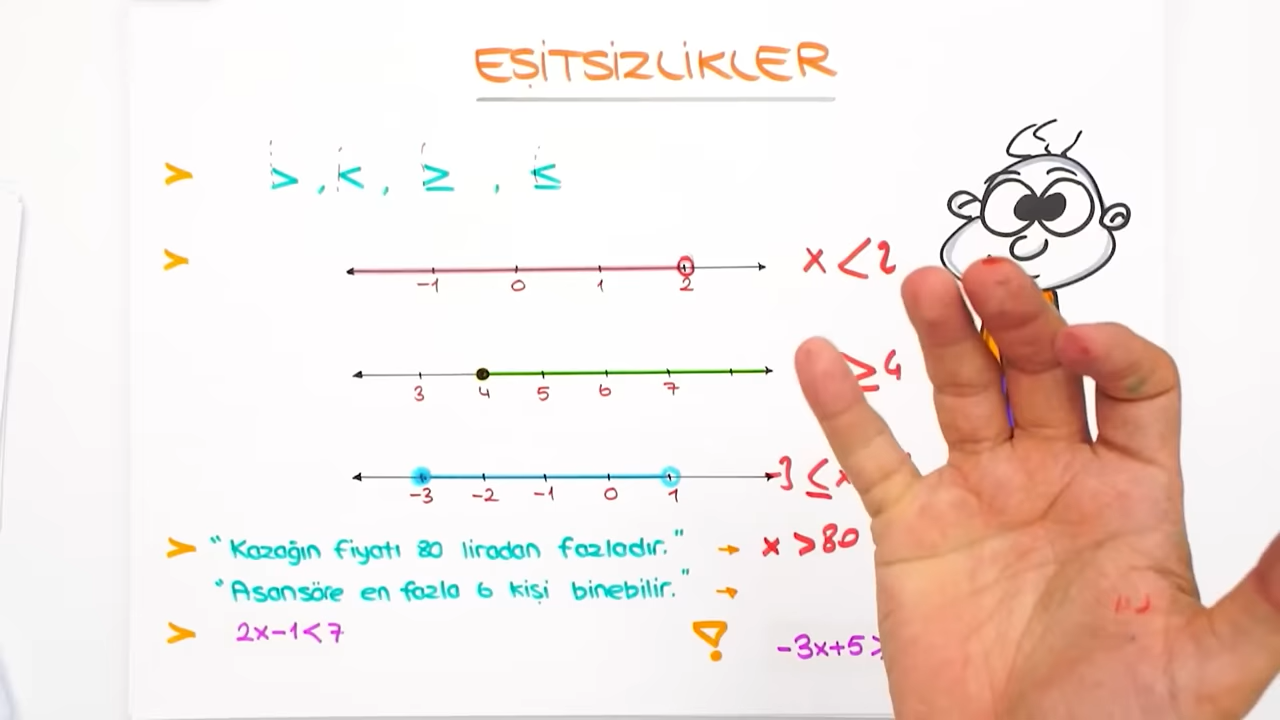 EŞİTSİZLİKLER
> , < , ≥ , ≤
-1 0 1 2 x < 2
3 4 5 6 7 ≥ 4
-3 -2 -1 0 1 -3 ≤ x
"Kazağın fiyatı 80 liradan fazladır." → x > 80
"Asansöre en fazla 6 kişi binebilir." →
2x-1<7 ! -3x+5>